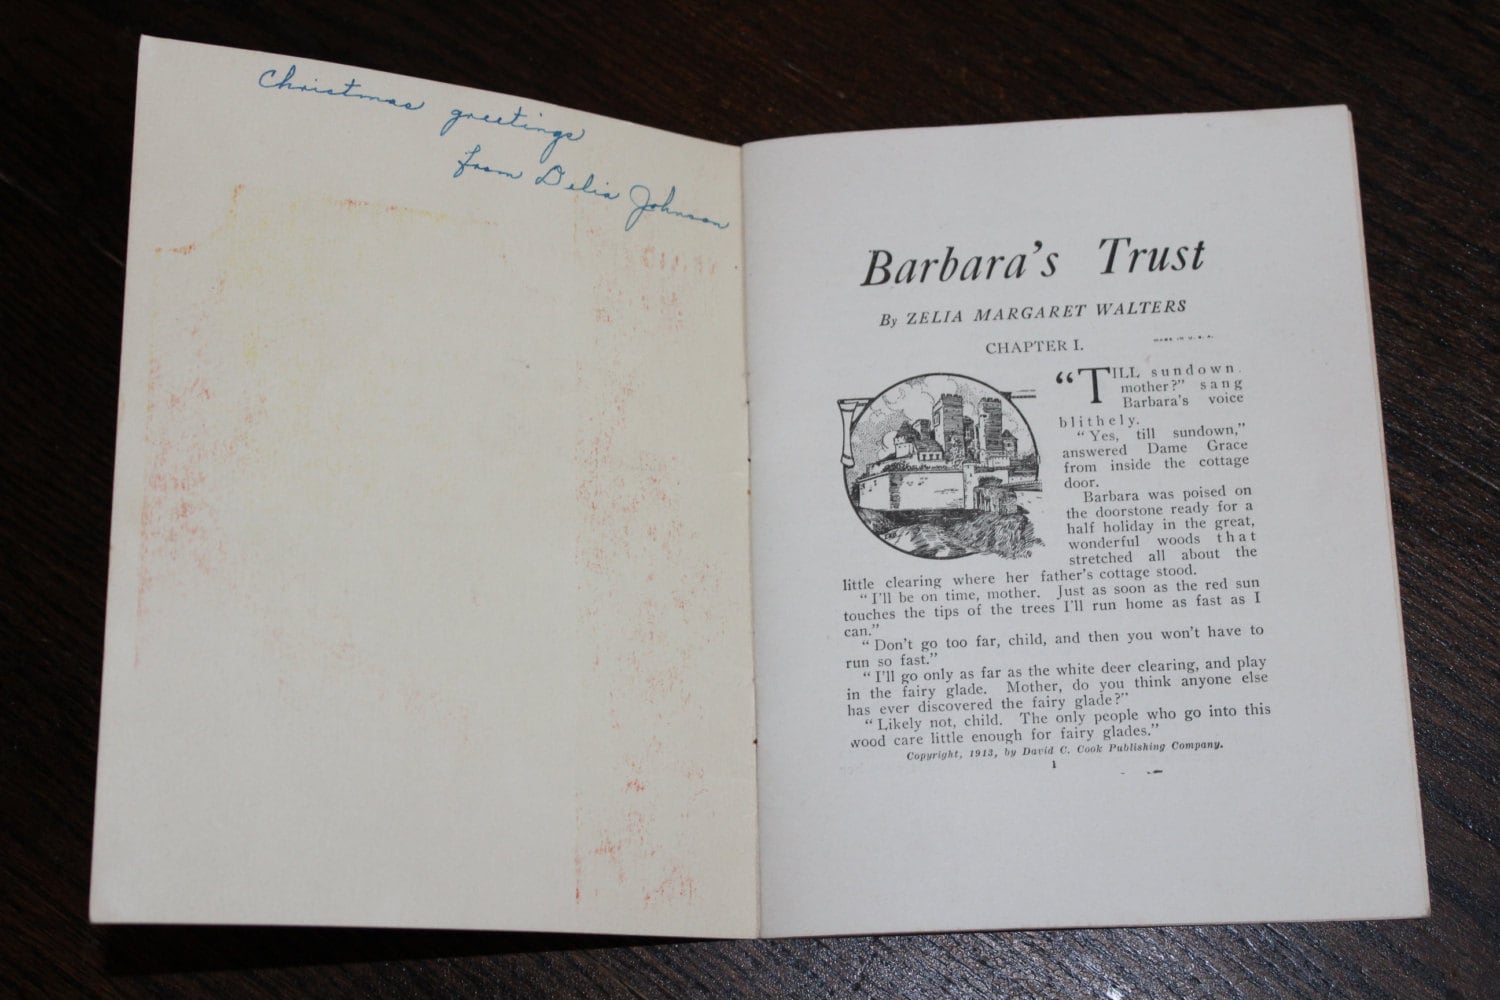 Christmas greetings
from Delia Johnson
Barbara's Trust
By ZELIA MARGARET WALTERS
CHAPTER I.
MADE IN U. S. A.
“TILL sundown,
mother?” sang
Barbara's voice
blithely.
“Yes, till sundown,”
answered Dame Grace
from inside the cottage
door.
Barbara was poised on
the doorstone ready for a
half holiday in the great,
wonderful woods that
stretched all about the
little clearing where her father's cottage stood.
“I'll be on time, mother. Just as soon as the red sun
touches the tips of the trees I'll run home as fast as I
can.”
“Don't go too far, child, and then you won't have to
run so fast.”
“I'll go only as far as the white deer clearing, and play
in the fairy glade. Mother, do you think anyone else
has ever discovered the fairy glade?”
“Likely not, child. The only people who go into this
wood care little enough for fairy glades.”
Copyright, 1913, by David C. Cook Publishing Company.
1